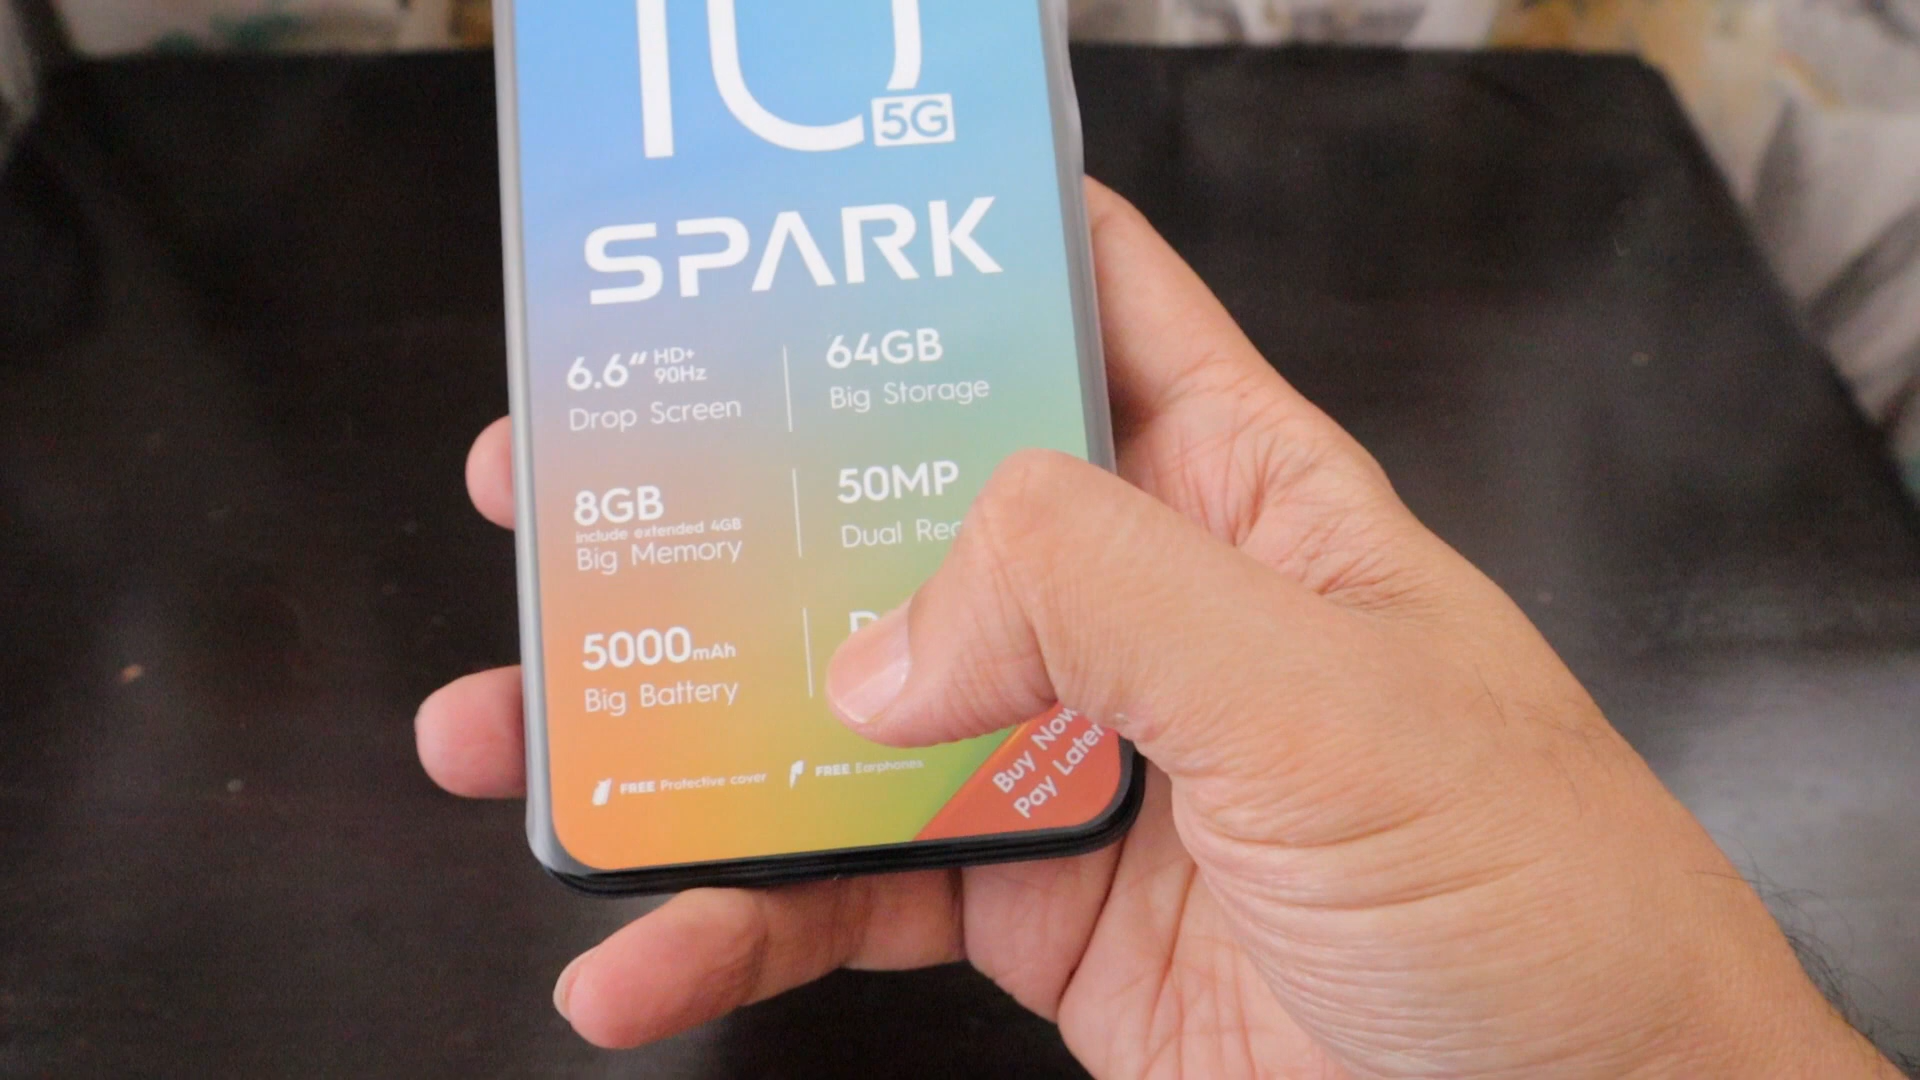 10
5G
SPARK
6.6" HD+
90Hz
Drop Screen
64GB
Big Storage
8GB
include extended 4GB
Big Memory
50MP
Dual
5000mAh
Big Battery
FREE Protective cover
FREE Earphones
Buy Now
Pay Later